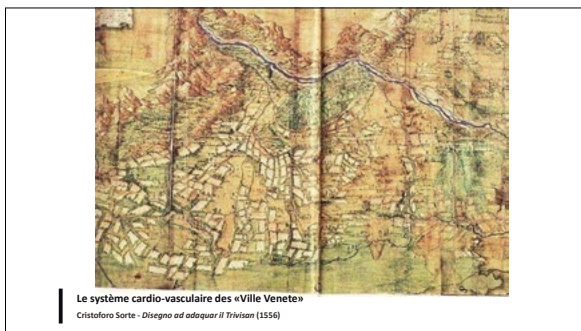 Le système cardio-vasculaire des «Ville Venete»
Cristoforo Sorte - Disegno ad adaquar il Trivisan (1556)